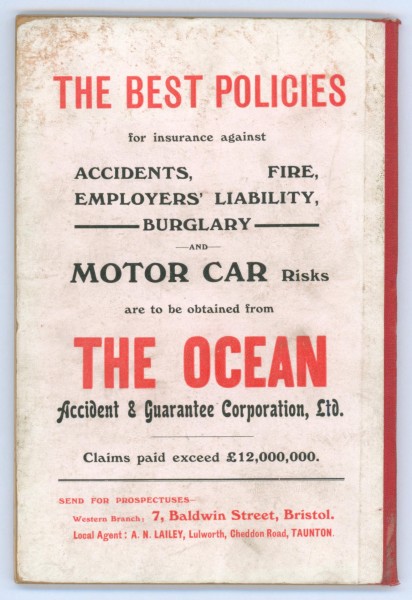 THE BEST POLICIES
for insurance against
ACCIDENTS, FIRE,
EMPLOYERS' LIABILITY,
BURGLARY
—AND—
MOTOR CAR Risks
are to be obtained from
THE OCEAN
Accident & Guarantee Corporation, Ltd.
Claims paid exceed £12,000,000.
SEND FOR PROSPECTUSES—
Western Branch: 7, Baldwin Street, Bristol.
Local Agent: A. N. LAILEY, Lulworth, Cheddon Road, TAUNTON.